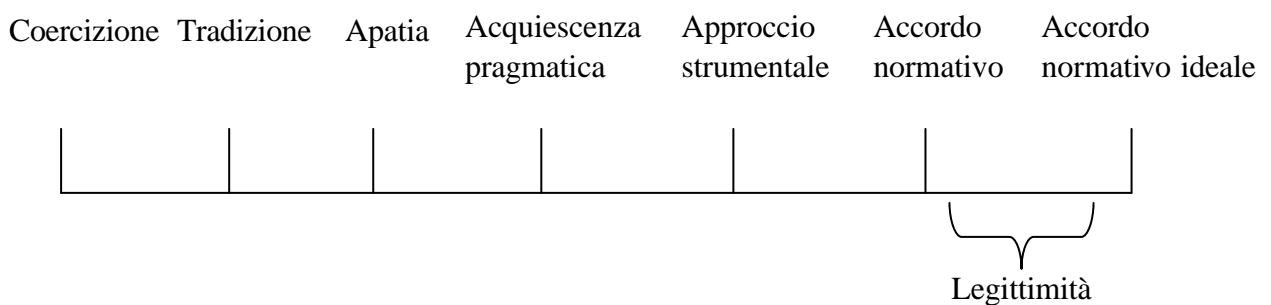 Coercizione Tradizione Apatia Acquiescenza pragmatica Approccio strumentale Accordo normativo Accordo normativo ideale
Legittimità